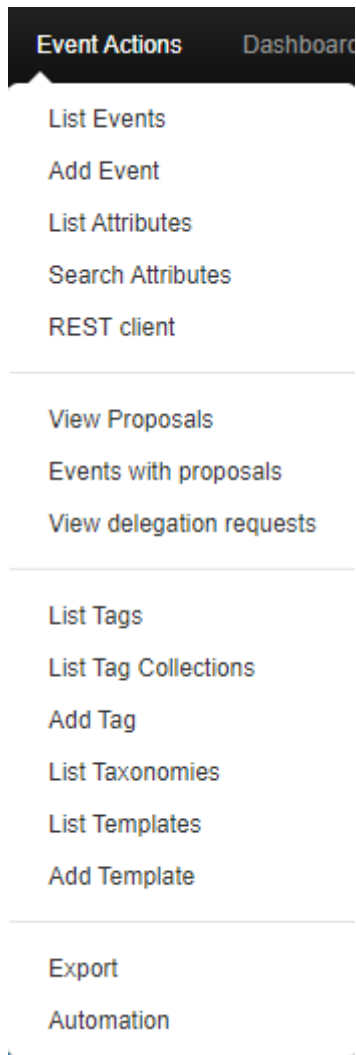 Event Actions Dashboard
List Events
Add Event
List Attributes
Search Attributes
REST client
View Proposals
Events with proposals
View delegation requests
List Tags
List Tag Collections
Add Tag
List Taxonomies
List Templates
Add Template
Export
Automation